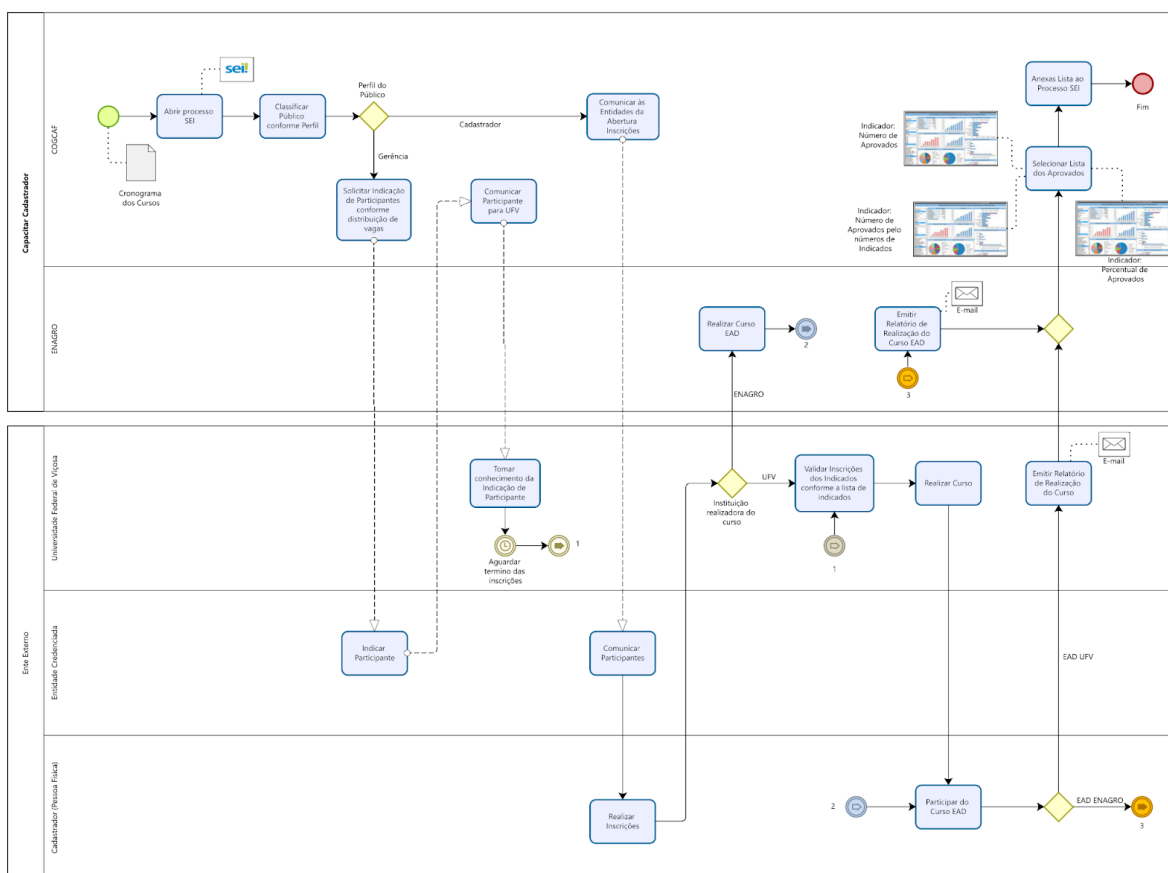 Capacitar Cadastrador
COGCAF
Cronograma
dos Cursos
Abrir processo
SEI
sei!
Classificar
Público
conforme Perfil
Perfil do
Público
Cadastrador
Gerência
Solicitar Indicação
de Participantes
conforme
distribuição de
vagas
Comunicar
Participante
para UFV
Comunicar às
Entidades da
Abertura
Inscrições
Indicador:
Número de
Aprovados
Indicador:
Número de
Aprovados pelo
números de
Indicados
Anexas Lista ao
Processo SEI
Fim
Selecionar Lista
dos Aprovados
Indicador:
Percentual de
Aprovados
ENAGRO
Realizar Curso
EAD
2
Emitir
Relatório de
Realização do
Curso EAD
E-mail
3
ENAGRO
Ente Externo
Universidade Federal de Viçosa
Tomar
conhecimento da
Indicação de
Participante
Aguardar
termino das
inscrições
1
Instituição
realizadora do
curso
UFV
Validar Inscrições
dos Indicados
conforme a lista de
indicados
1
Realizar Curso
Emitir Relatório
de Realização
do Curso
E-mail
Entidade Credenciada
Indicar
Participante
Comunicar
Participantes
EAD UFV
Cadastrador (Pessoa Física)
Realizar
Inscrições
2
Participar do
Curso EAD
EAD ENAGRO
3